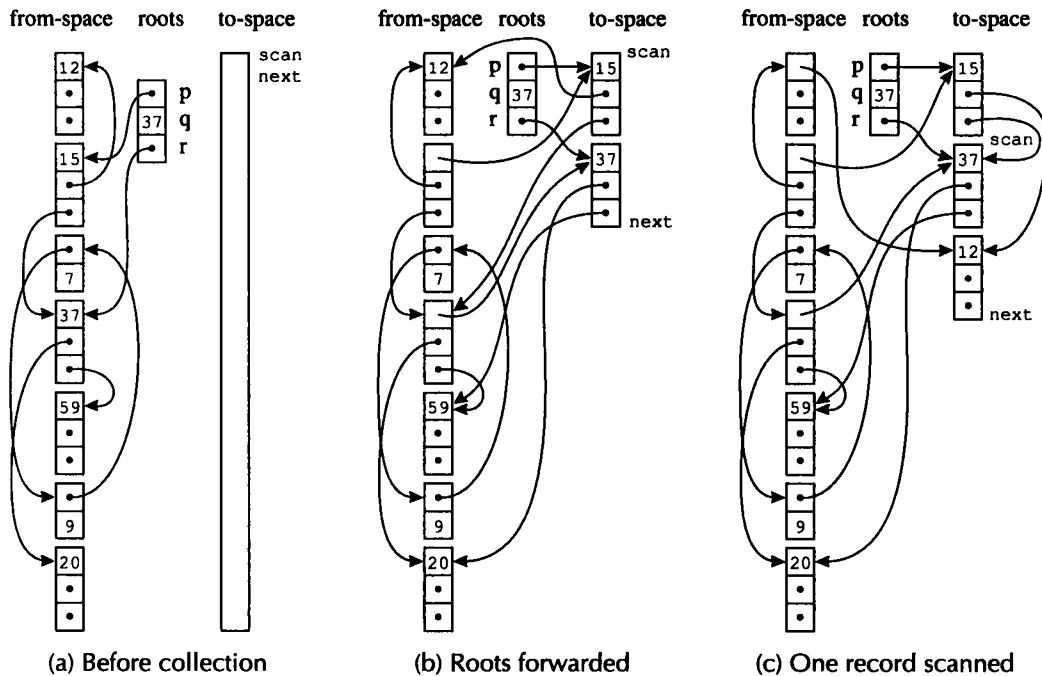 from-space roots to-space
12
15
7
37
59
9
20
p
37
q
r
scan
next
(a) Before collection
from-space roots to-space
12
7
59
9
20
p
q 37
r
15
37
scan
next
(b) Roots forwarded
from-space roots to-space
7
59
9
20
p
q 37
r
15
scan
37
12
next
(c) One record scanned